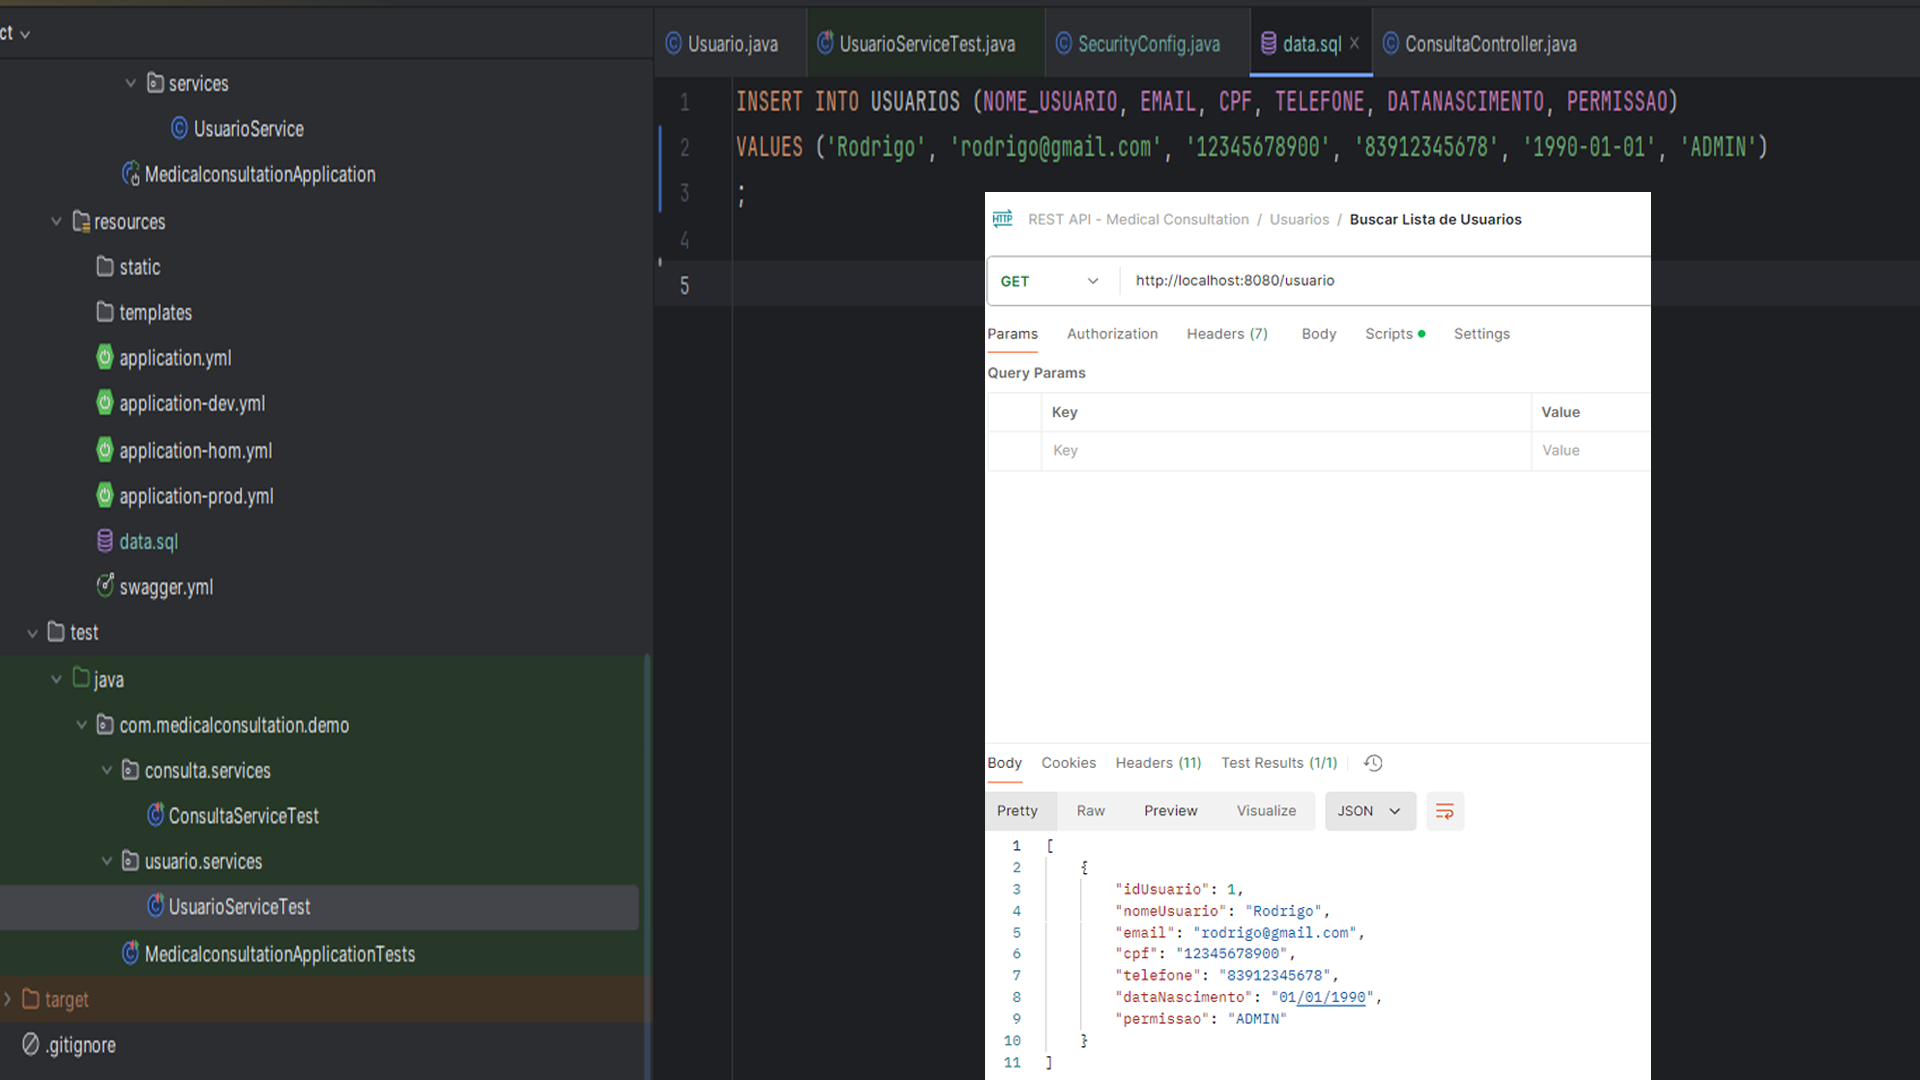 ct
services
UsuarioService
MedicalconsultationApplication
resources
static
templates
application.yml
application-dev.yml
application-hom.yml
application-prod.yml
data.sql
swagger.yml
test
java
com.medicalconsultation.demo
consulta.services
ConsultaServiceTest
usuario.services
UsuarioServiceTest
MedicalconsultationApplicationTests
target
.gitignore
Usuario.java UsuarioServiceTest.java SecurityConfig.java data.sql × ConsultaController.java
1 INSERT INTO USUARIOS (NOME_USUARIO, EMAIL, CPF, TELEFONE, DATANASCIMENTO, PERMISSAO)
2 VALUES ('Rodrigo', 'rodrigo@gmail.com', '12345678900', '83912345678', '1990-01-01', 'ADMIN')
3 ;
4
5
HTTP REST API - Medical Consultation / Usuarios / Buscar Lista de Usuarios
GET http://localhost:8080/usuario
Params Authorization Headers (7) Body Scripts Settings
Query Params
Key Value
Key Value
Body Cookies Headers (11) Test Results (1/1)
Pretty Raw Preview Visualize JSON
1 [
2 {
3 "idUsuario": 1,
4 "nomeUsuario": "Rodrigo",
5 "email": "rodrigo@gmail.com",
6 "cpf": "12345678900",
7 "telefone": "83912345678",
8 "dataNascimento": "01/01/1990",
9 "permissao": "ADMIN"
10 }
11 ]